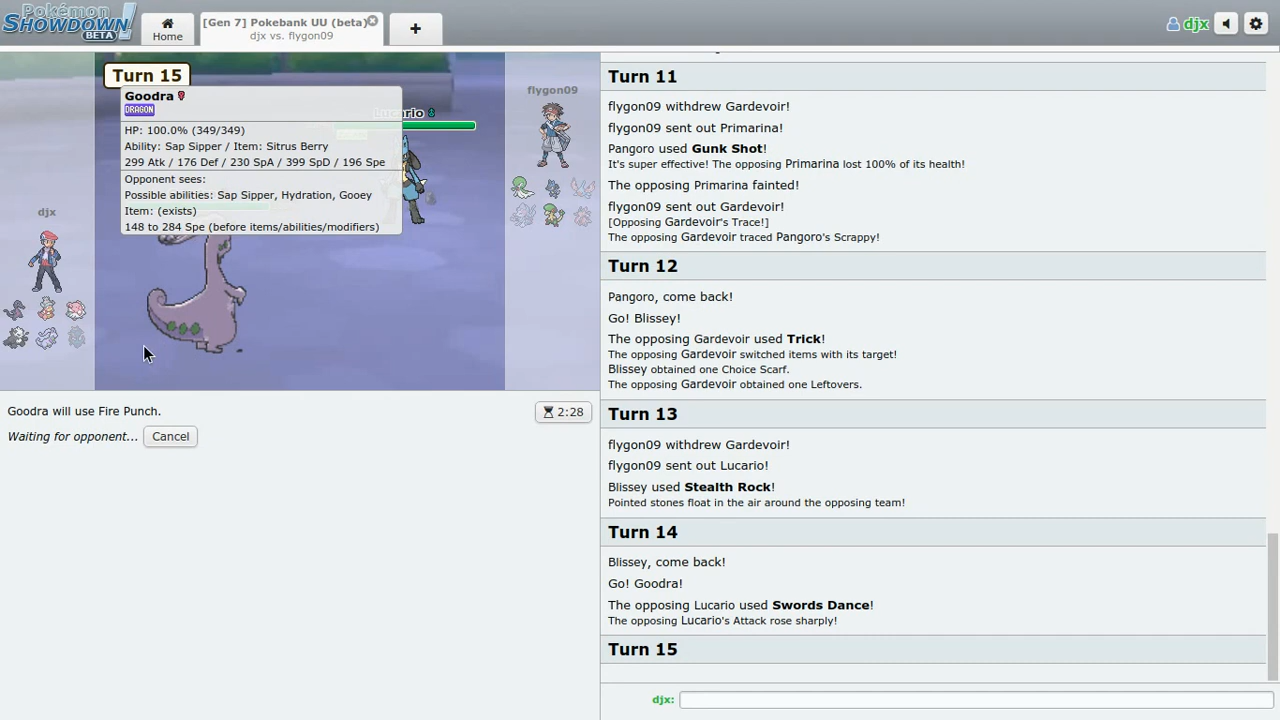 Pokémon
SHOWDOWN!
BETA
Home
[Gen 7] Pokebank UU (beta)
djx vs. flygon09
+
djx
Turn 15
Goodra
DRAGON
HP: 100.0% (349/349)
Ability: Sap Sipper / Item: Sitrus Berry
299 Atk / 176 Def / 230 SpA / 399 SpD / 196 Spe
Opponent sees:
Possible abilities: Sap Sipper, Hydration, Gooey
Item: (exists)
148 to 284 Spe (before items/abilities/modifiers)
Lucario
flygon09
djx
Goodra will use Fire Punch.
2:28
Waiting for opponent...
Cancel
Turn 11
flygon09 withdrew Gardevoir!
flygon09 sent out Primarina!
Pangoro used Gunk Shot!
It's super effective! The opposing Primarina lost 100% of its health!
The opposing Primarina fainted!
flygon09 sent out Gardevoir!
[Opposing Gardevoir's Trace!]
The opposing Gardevoir traced Pangoro's Scrappy!
Turn 12
Pangoro, come back!
Go! Blissey!
The opposing Gardevoir used Trick!
The opposing Gardevoir switched items with its target!
Blissey obtained one Choice Scarf.
The opposing Gardevoir obtained one Leftovers.
Turn 13
flygon09 withdrew Gardevoir!
flygon09 sent out Lucario!
Blissey used Stealth Rock!
Pointed stones float in the air around the opposing team!
Turn 14
Blissey, come back!
Go! Goodra!
The opposing Lucario used Swords Dance!
The opposing Lucario's Attack rose sharply!
Turn 15
djx: